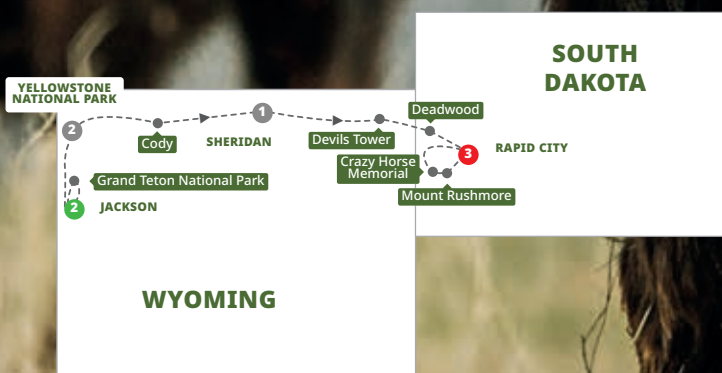 SOUTH
DAKOTA
YELLOWSTONE
NATIONAL PARK
2
Cody
SHERIDAN
1
Devils Tower
Deadwood
3
RAPID CITY
Crazy Horse
Memorial
Mount Rushmore
Grand Teton National Park
2
JACKSON
WYOMING